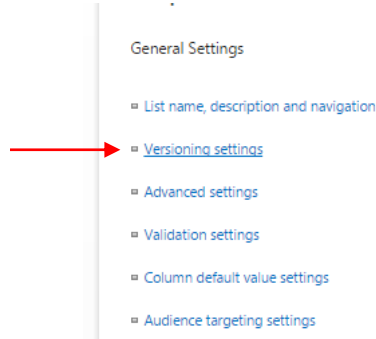 General Settings
List name, description and navigation
Versioning settings
Advanced settings
Validation settings
Column default value settings
Audience targeting settings